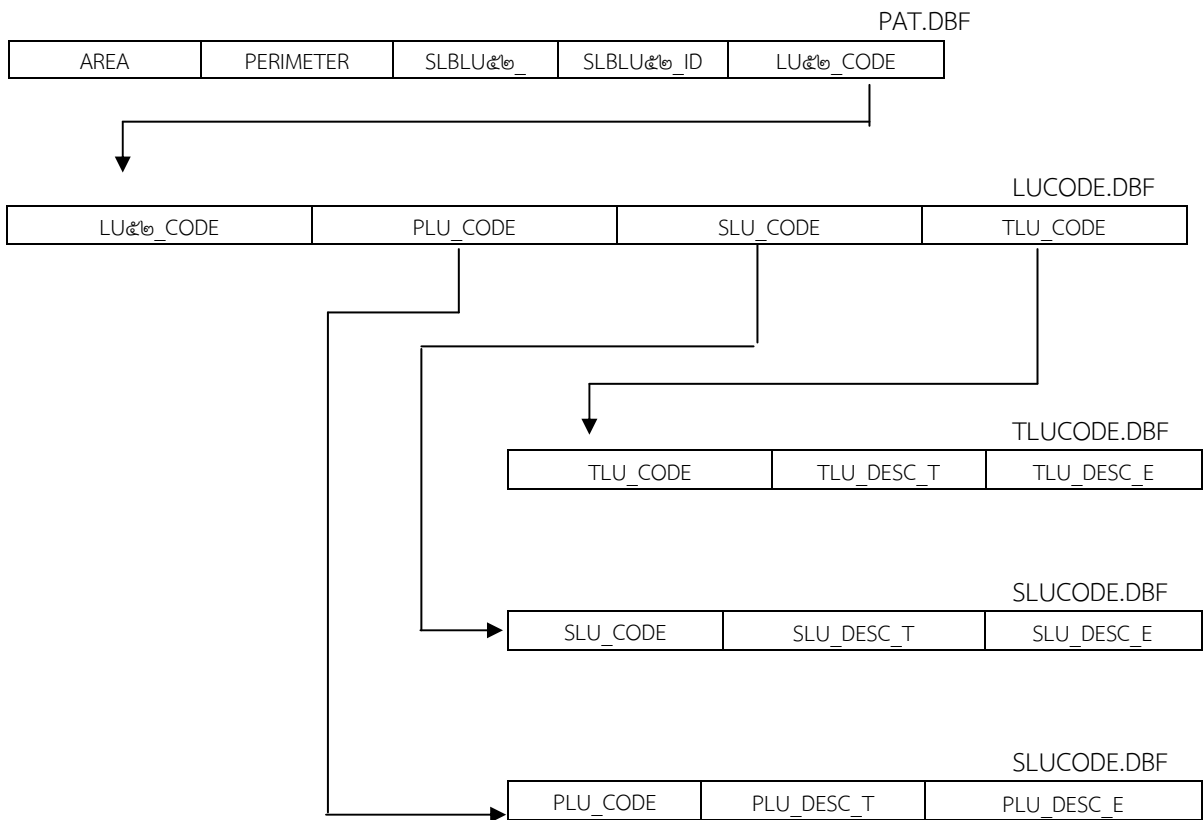 PAT.DBF
AREA PERIMETER SLBLU๕๒_ SLBLU๕๒_ID LU๕๒_CODE
LUCODE.DBF
LU๕๒_CODE PLU_CODE SLU_CODE TLU_CODE
TLUCODE.DBF
TLU_CODE TLU_DESC_T TLU_DESC_E
SLUCODE.DBF
SLU_CODE SLU_DESC_T SLU_DESC_E
SLUCODE.DBF
PLU_CODE PLU_DESC_T PLU_DESC_E